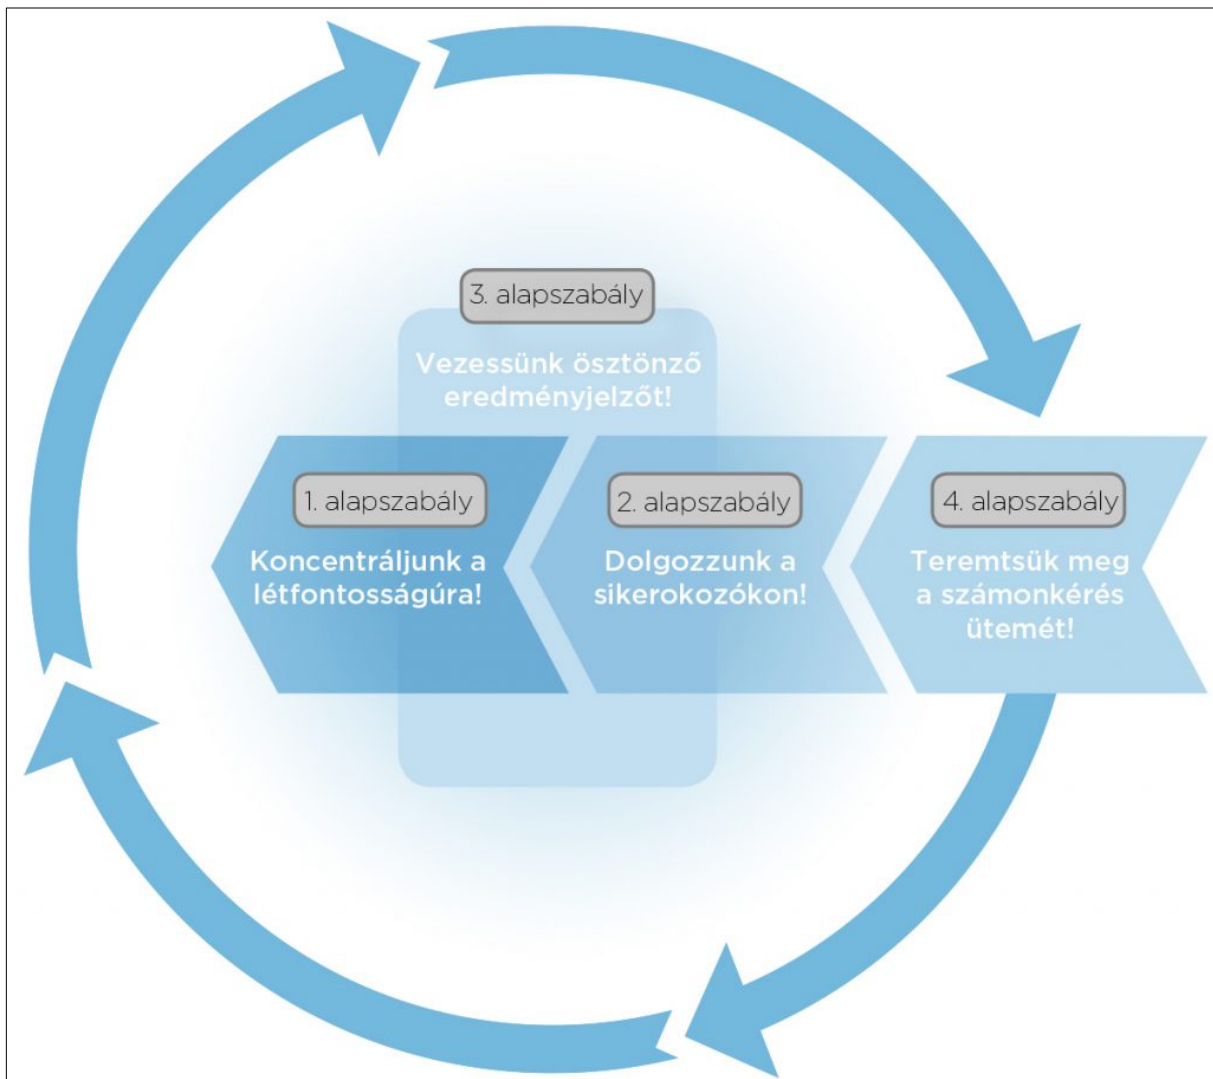 3. alapszabály
Vezessünk ösztönző
eredményjelzőt!
1. alapszabály
Koncentráljunk a
létfontosságúra!
2. alapszabály
Dolgozzunk a
sikerokozókon!
4. alapszabály
Teremtsük meg
a számonkérés
ütemét!